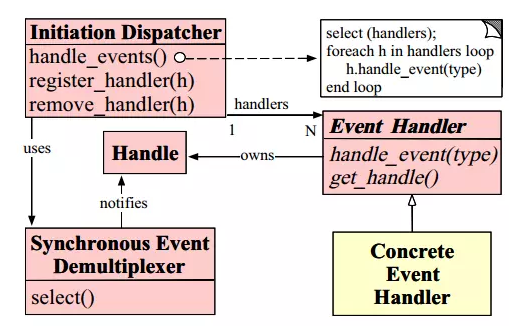 Initiation Dispatcher
handle_events()
register_handler(h)
remove_handler(h)
select (handlers);
foreach h in handlers loop
h.handle_event(type)
end loop
handlers
1
N
uses
Event Handler
handle_event(type)
get_handle()
Handle
owns
notifies
Synchronous Event
Demultiplexer
select()
Concrete
Event
Handler